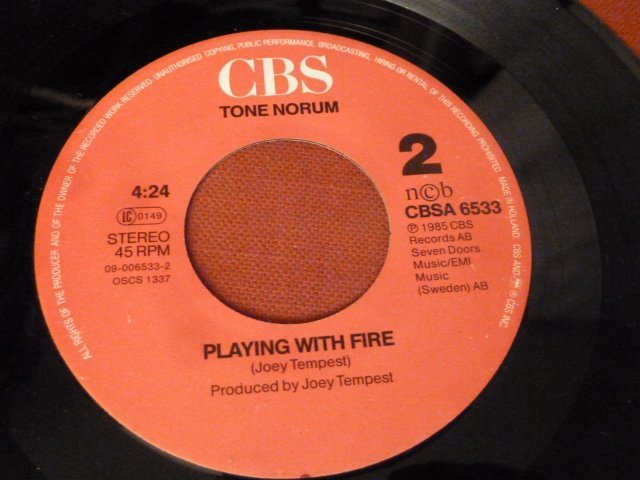 ALL RIGHTS OF THE PRODUCER AND OF THE OWNER OF THE RECORDED WORK RESERVED. UNAUTHORISED COPYING, PUBLIC PERFORMANCE, BROADCASTING, HIRING OR RENTAL OF THIS RECORDING PROHIBITED. MADE IN HOLLAND. CBS AND ® CBS INC.
CBS
TONE NORUM
2
n©b
CBSA 6533
℗ 1985 CBS
Records AB
Seven Doors
Music/EMI
Music
(Sweden) AB
4:24
LC 0149
STEREO
45 RPM
09-006533-2
OSCS 1337
PLAYING WITH FIRE
(Joey Tempest)
Produced by Joey Tempest